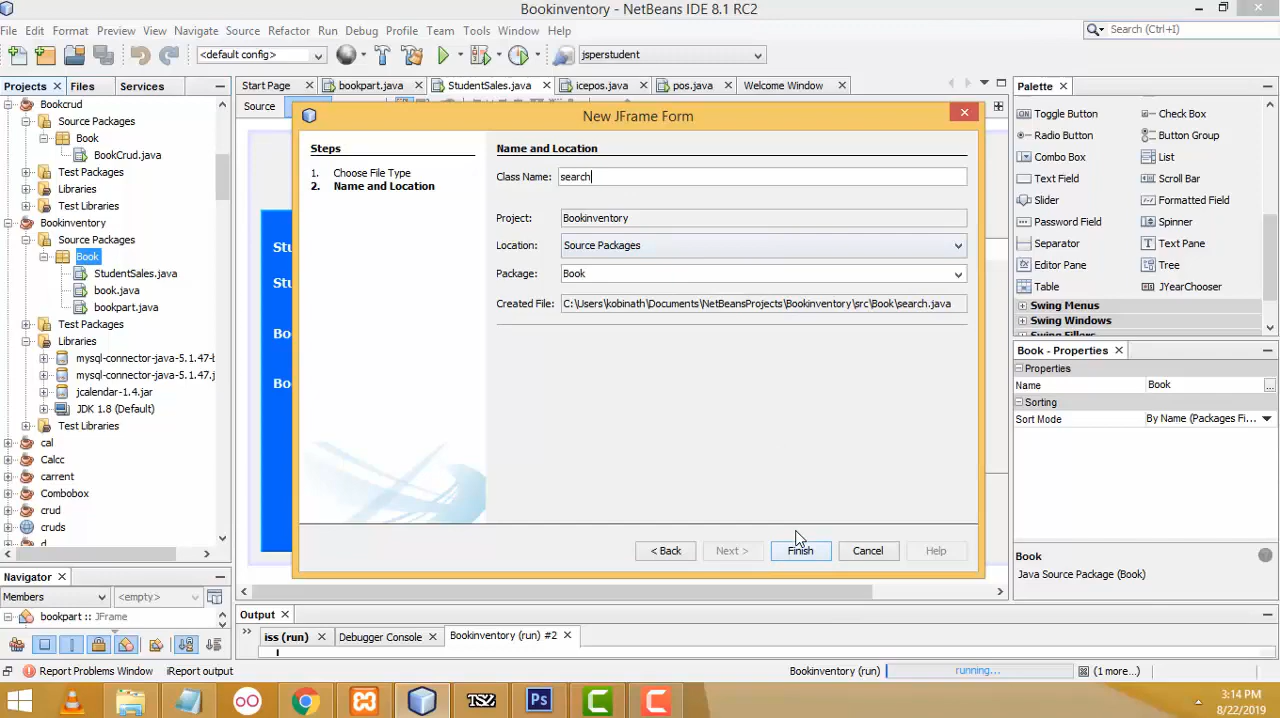 Bookinventory - NetBeans IDE 8.1 RC2
File Edit Format Preview View Navigate Source Refactor Run Debug Profile Team Tools Window Help
Search (Ctrl+I)
<default config>
jsperstudent
Projects Files Services
Start Page bookpart.java StudentSales.java icepos.java pos.java Welcome Window
Palette
Source
Bookcrud
Source Packages
Book
BookCrud.java
Test Packages
Libraries
Test Libraries
Bookinventory
Source Packages
Book
StudentSales.java
book.java
bookpart.java
Test Packages
Libraries
mysql-connector-java-5.1.47-b
mysql-connector-java-5.1.47.j
jcalendar-1.4.jar
JDK 1.8 (Default)
Test Libraries
cal
Calcc
carrent
Combobox
crud
cruds
Navigator
Members
<empty>
bookpart :: JFrame
Stu
Stu
Bo
Bo
New JFrame Form
Steps
1. Choose File Type
2. Name and Location
Name and Location
Class Name: search
Project: Bookinventory
Location: Source Packages
Package: Book
Created File: C:\Users\kobinath\Documents\NetBeansProjects\Bookinventory\src\Book\search.java
< Back Next > Finish Cancel Help
Toggle Button Check Box
Radio Button Button Group
Combo Box List
Text Field Scroll Bar
Slider Formatted Field
Password Field Spinner
Separator Text Pane
Editor Pane Tree
Table JYearChooser
Swing Menus
Swing Windows
Book - Properties
Properties
Name Book ...
Sorting
Sort Mode By Name (Packages Fi...
Book
Java Source Package (Book)
Output
iss (run) Debugger Console Bookinventory (run) #2
Report Problems Window iReport output
Bookinventory (run) running... (1 more...)
TS2
Ps
3:14 PM
8/22/2019